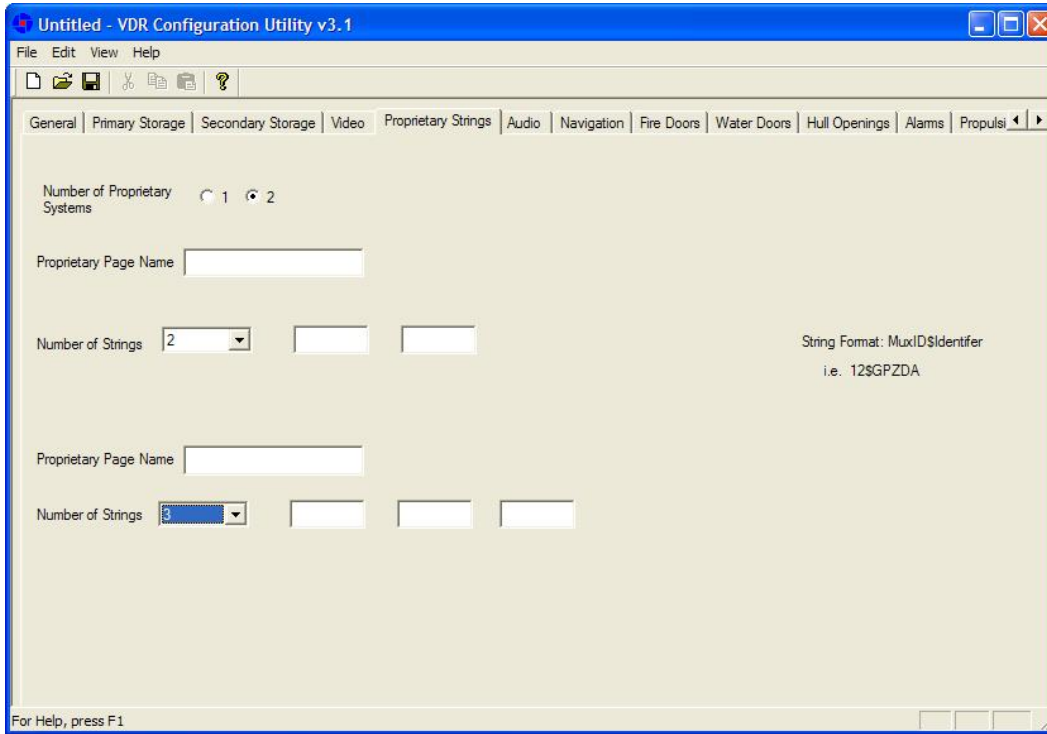 Untitled - VDR Configuration Utility v3.1
File Edit View Help
General Primary Storage Secondary Storage Video Proprietary Strings Audio Navigation Fire Doors Water Doors Hull Openings Alarms Propulsi
Number of Proprietary
Systems
1 2
Proprietary Page Name
Number of Strings 2
String Format: MuxID$Identifer
i.e. 12$GPZDA
Proprietary Page Name
Number of Strings 3
For Help, press F1